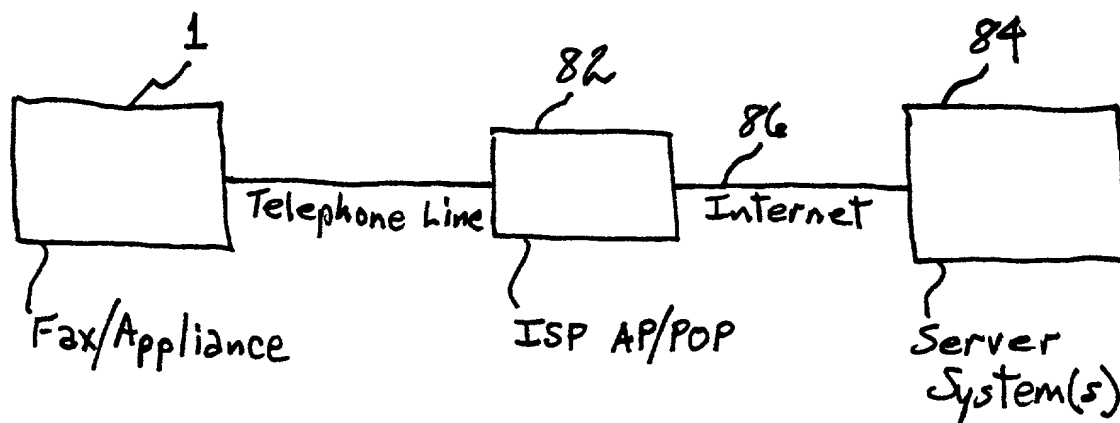 1
82
84
86
Telephone Line
Internet
Fax/Appliance
ISP AP/POP
Server
System(s)